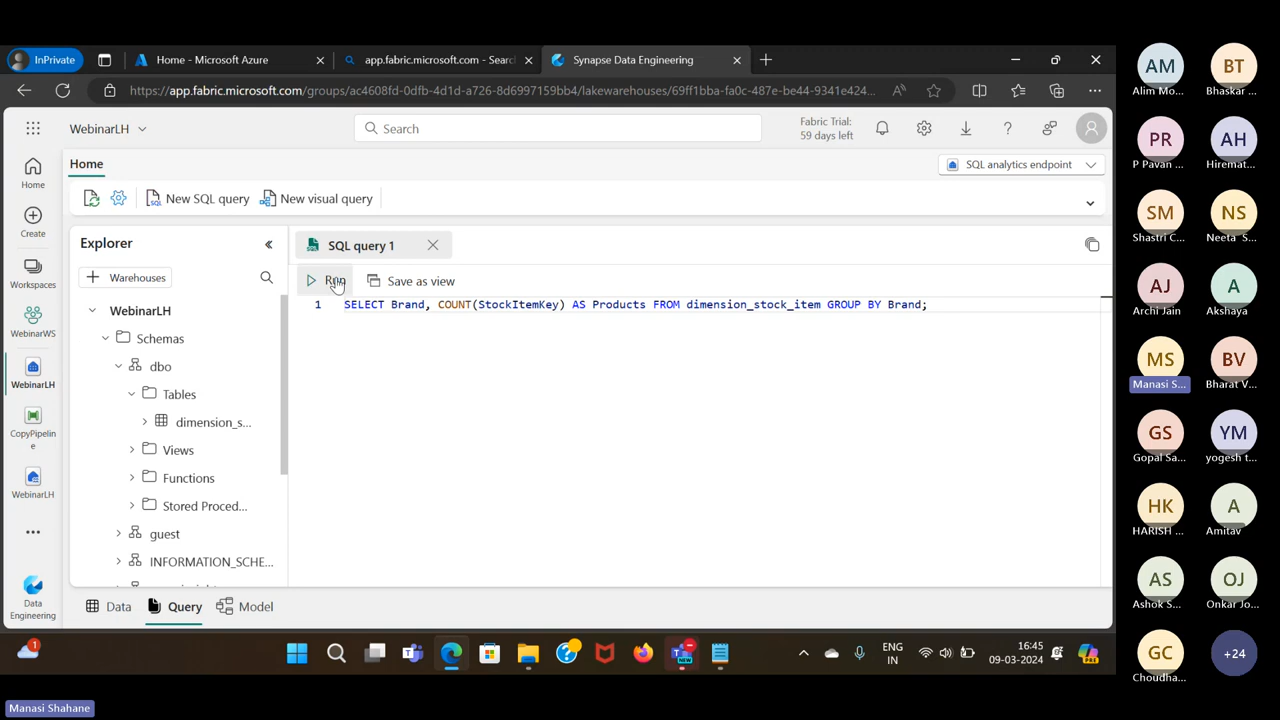 InPrivate
Home - Microsoft Azure
app.fabric.microsoft.com - Searc
Synapse Data Engineering
https://app.fabric.microsoft.com/groups/ac4608fd-0dfb-4d1d-a726-8d6997159bb4/lakewarehouses/69ff1bba-fa0c-487e-be44-9341e424...
WebinarLH
Search
Fabric Trial:
59 days left
Home
SQL analytics endpoint
New SQL query
New visual query
Explorer
SQL query 1
Warehouses
Run
Save as view
1 SELECT Brand, COUNT(StockItemKey) AS Products FROM dimension_stock_item GROUP BY Brand;
WebinarLH
Schemas
dbo
Tables
dimension_s...
Views
Functions
Stored Proced...
guest
INFORMATION_SCHE...
Home
Create
Workspaces
WebinarWS
WebinarLH
CopyPipelin
e
WebinarLH
Data
Engineering
Data
Query
Model
1
ENG
IN
16:45
09-03-2024
PRE
NEW
Manasi Shahane
AM
Alim Mo...
BT
Bhaskar ...
PR
P Pavan ...
AH
Hiremat...
SM
Shastri C...
NS
Neeta S...
AJ
Archi Jain
A
Akshaya
MS
Manasi S...
BV
Bharat V...
GS
Gopal Sa...
YM
yogesh t...
HK
HARISH ...
A
Amitav
AS
Ashok S...
OJ
Onkar Jo...
GC
Choudha...
+24